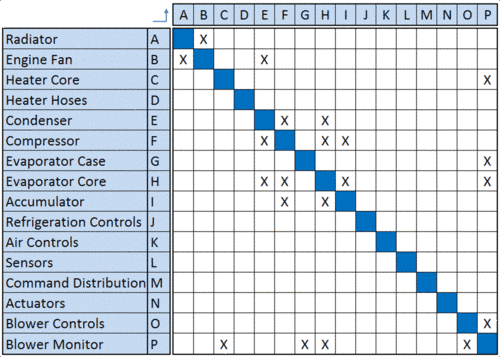 A B C D E F G H I J K L M N O P
Radiator A X
Engine Fan B X X
Heater Core C X
Heater Hoses D
Condenser E X X
Compressor F X X X
Evaporator Case G X
Evaporator Core H X X X X
Accumulator I X X
Refrigeration Controls J
Air Controls K
Sensors L
Command Distribution M
Actuators N
Blower Controls O X
Blower Monitor P X X X X